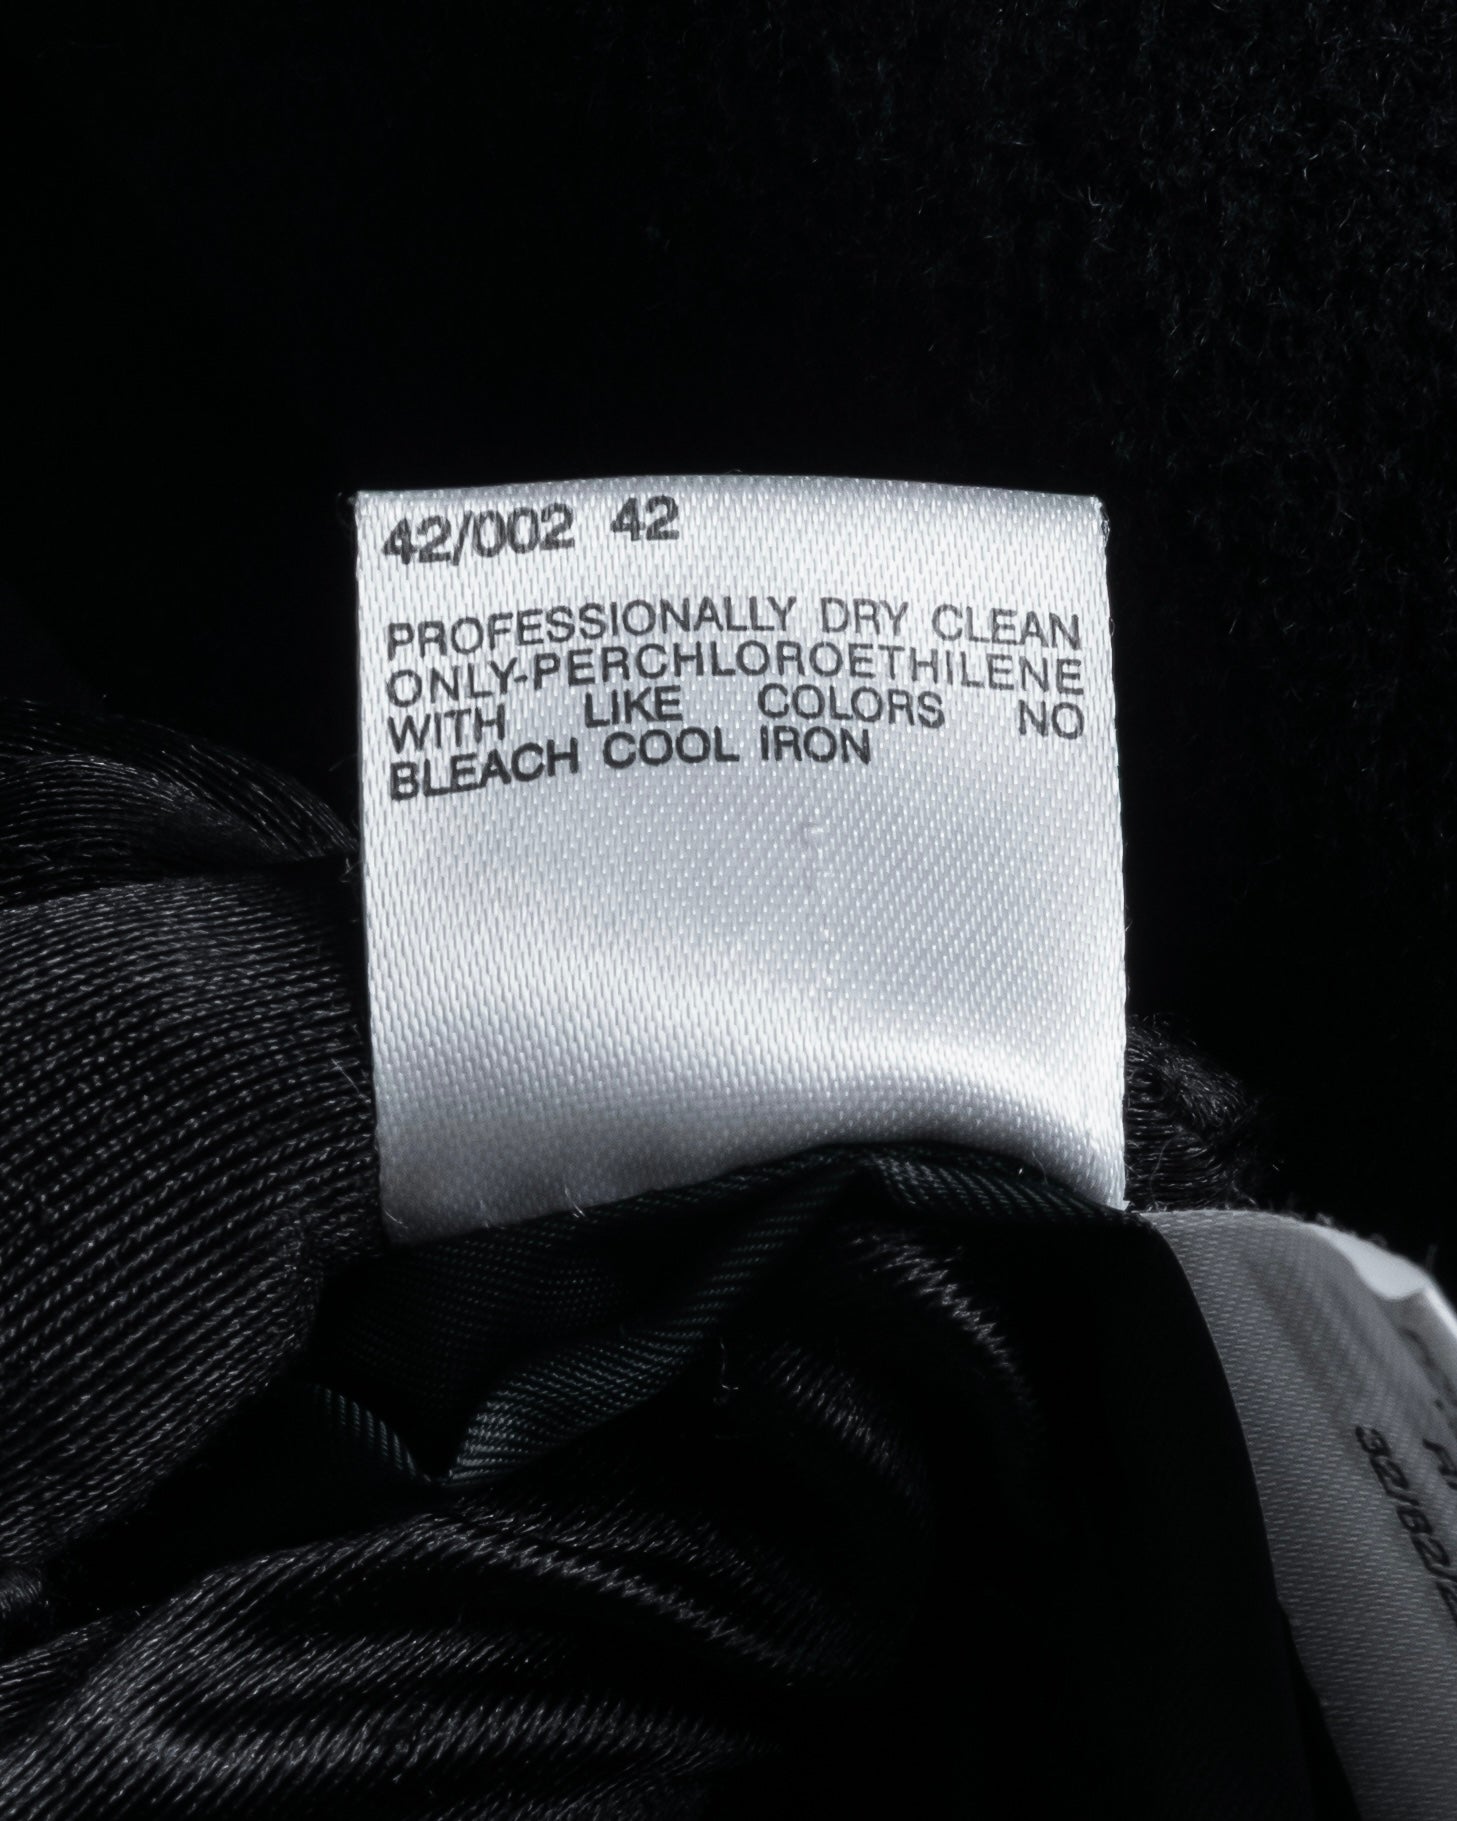 42/002 42
PROFESSIONALLY DRY CLEAN
ONLY-PERCHLOROETHILENE
WITH LIKE COLORS NO
BLEACH COOL IRON